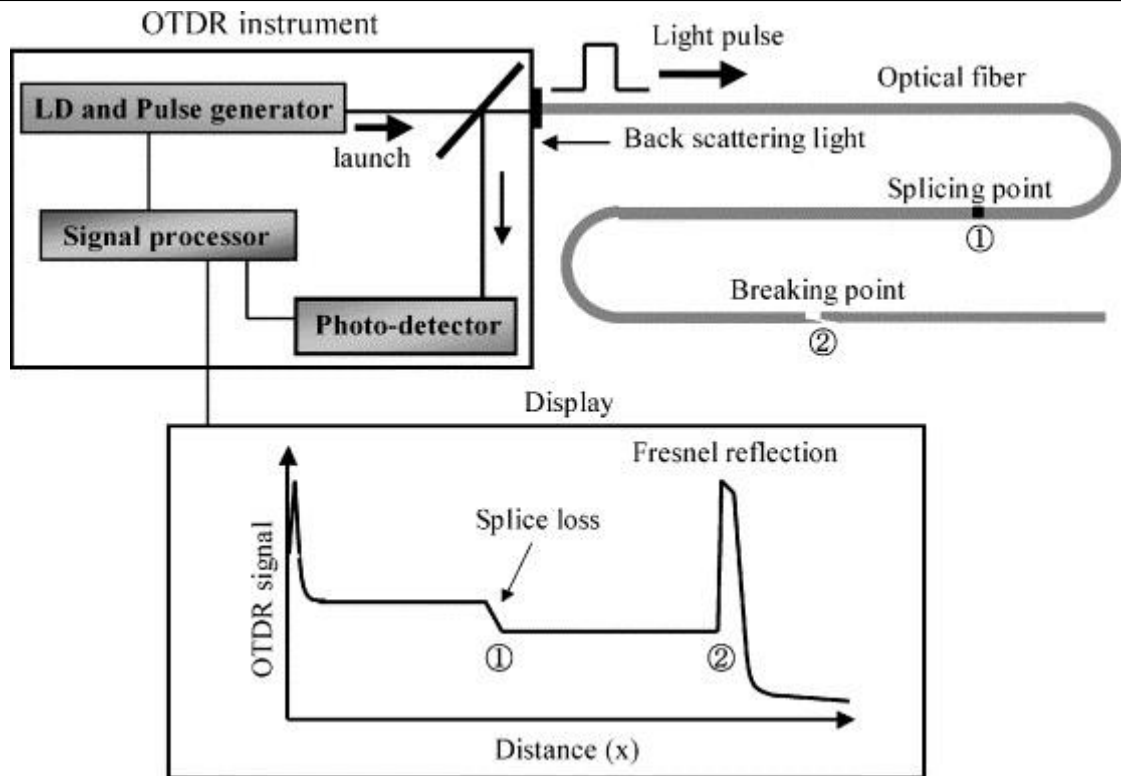 OTDR instrument
Light pulse
Optical fiber
LD and Pulse generator
launch
Back scattering light
Splicing point
①
Signal processor
Breaking point
②
Photo-detector
Display
Fresnel reflection
Splice loss
OTDR signal
①
②
Distance (x)